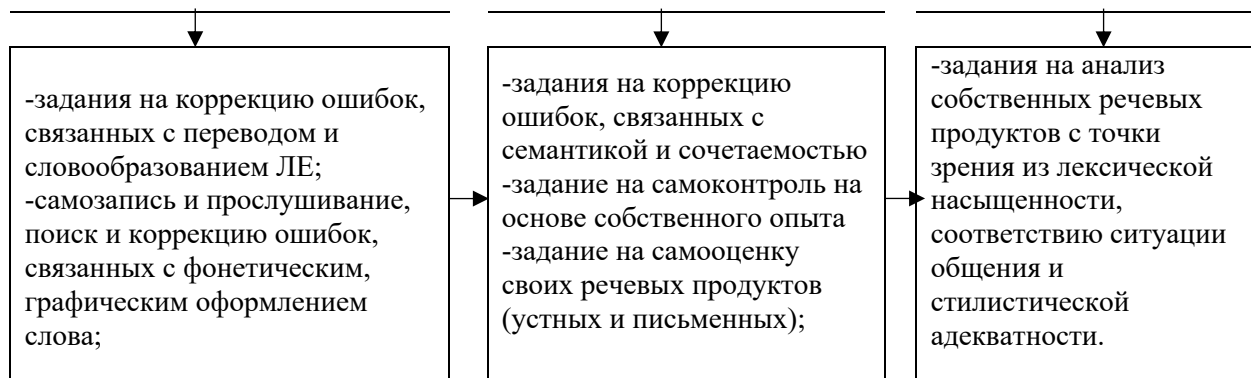 -задания на коррекцию ошибок,
связанных с переводом и
словообразованием ЛЕ;
-самозапись и прослушивание,
поиск и коррекцию ошибок,
связанных с фонетическим,
графическим оформлением
слова;
-задания на коррекцию
ошибок, связанных с
семантикой и сочетаемостью
-задание на самоконтроль на
основе собственного опыта
-задание на самооценку
своих речевых продуктов
(устных и письменных);
-задания на анализ
собственных речевых
продуктов с точки
зрения из лексической
насыщенности,
соответствию ситуации
общения и
стилистической
адекватности.